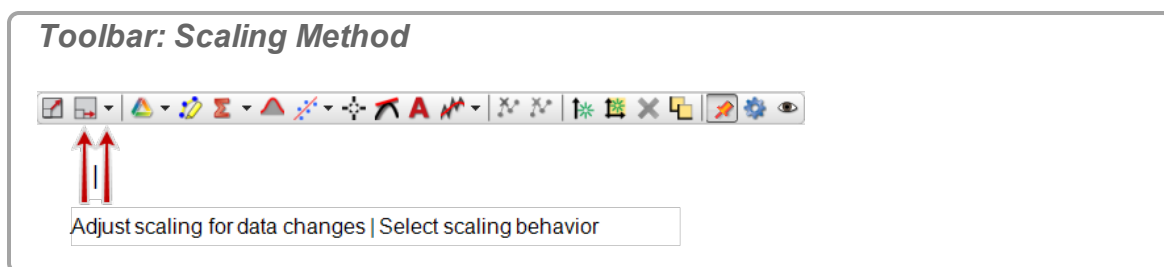 Toolbar: Scaling Method
A
|
Adjust scaling for data changes | Select scaling behavior